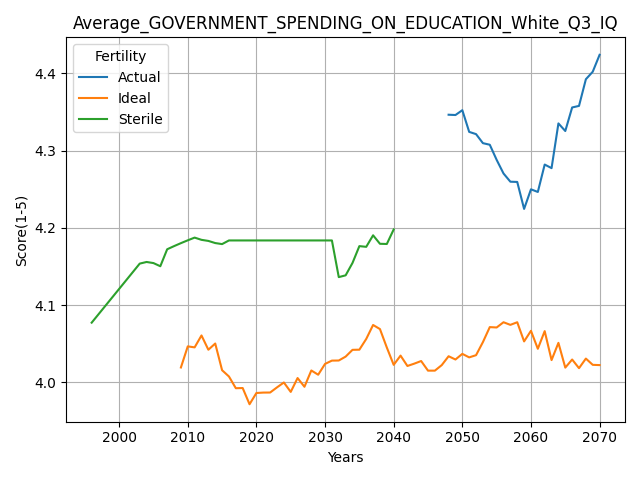 Average_GOVERNMENT_SPENDING_ON_EDUCATION_White_Q3_IQ
Fertility
Actual
Ideal
Sterile
Score(1-5)
4.4
4.3
4.2
4.1
4.0
2000 2010 2020 2030 2040 2050 2060 2070
Years